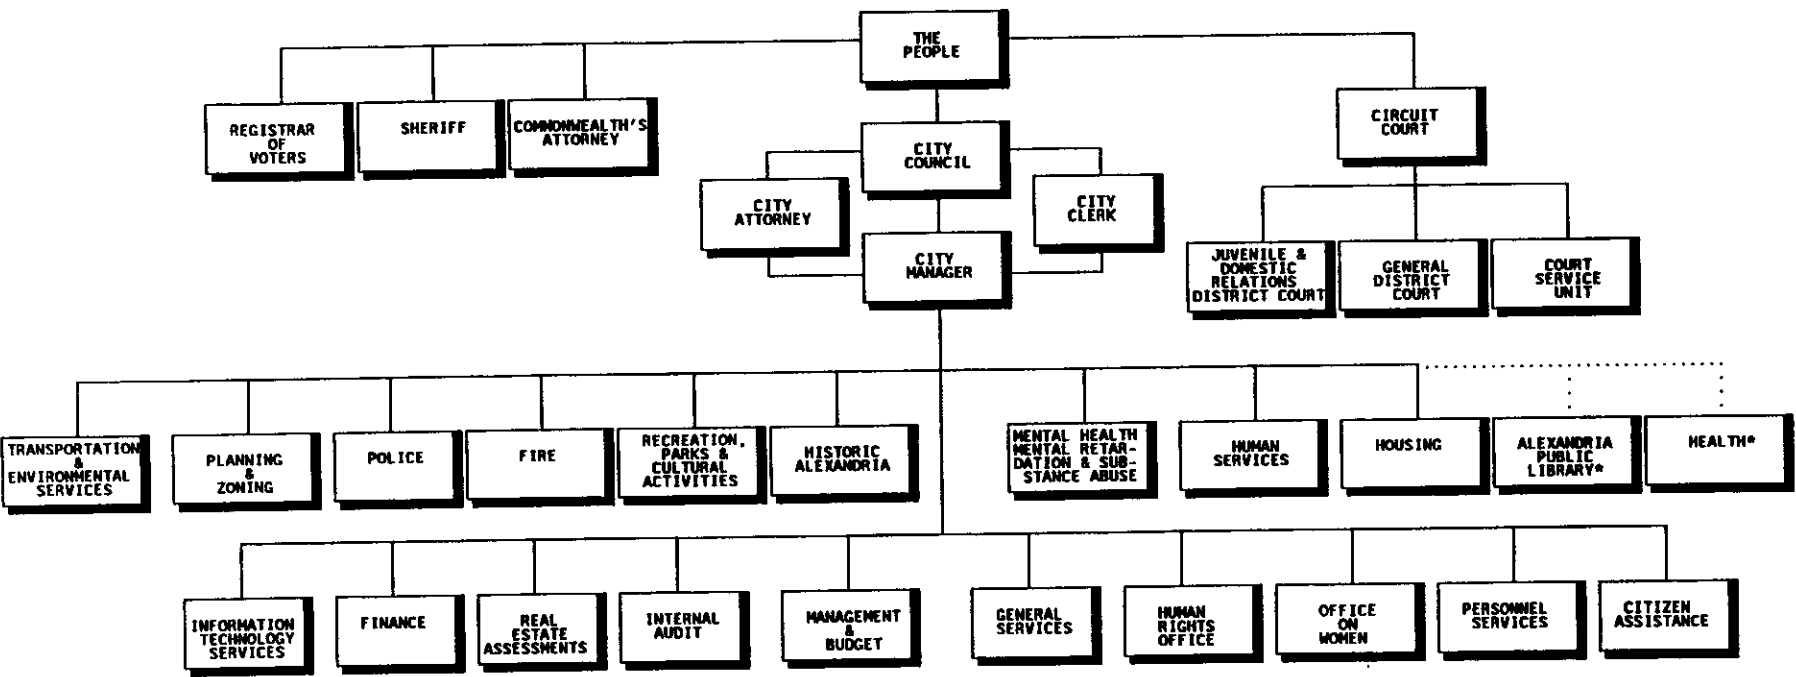 THE
PEOPLE
REGISTRAR
OF
VOTERS
SHERIFF
COMMONWEALTH'S
ATTORNEY
CITY
COUNCIL
CIRCUIT
COURT
CITY
ATTORNEY
CITY
CLERK
CITY
MANAGER
JUVENILE &
DOMESTIC
RELATIONS
DISTRICT COURT
GENERAL
DISTRICT
COURT
COURT
SERVICE
UNIT
TRANSPORTATION
&
ENVIRONMENTAL
SERVICES
PLANNING
&
ZONING
POLICE
FIRE
RECREATION,
PARKS &
CULTURAL
ACTIVITIES
HISTORIC
ALEXANDRIA
MENTAL HEALTH
MENTAL RETAR-
DATION & SUB-
STANCE ABUSE
HUMAN
SERVICES
HOUSING
ALEXANDRIA
PUBLIC
LIBRARY*
HEALTH*
INFORMATION
TECHNOLOGY
SERVICES
FINANCE
REAL
ESTATE
ASSESSMENTS
INTERNAL
AUDIT
MANAGEMENT
&
BUDGET
GENERAL
SERVICES
HUMAN
RIGHTS
OFFICE
OFFICE
ON
WOMEN
PERSONNEL
SERVICES
CITIZEN
ASSISTANCE